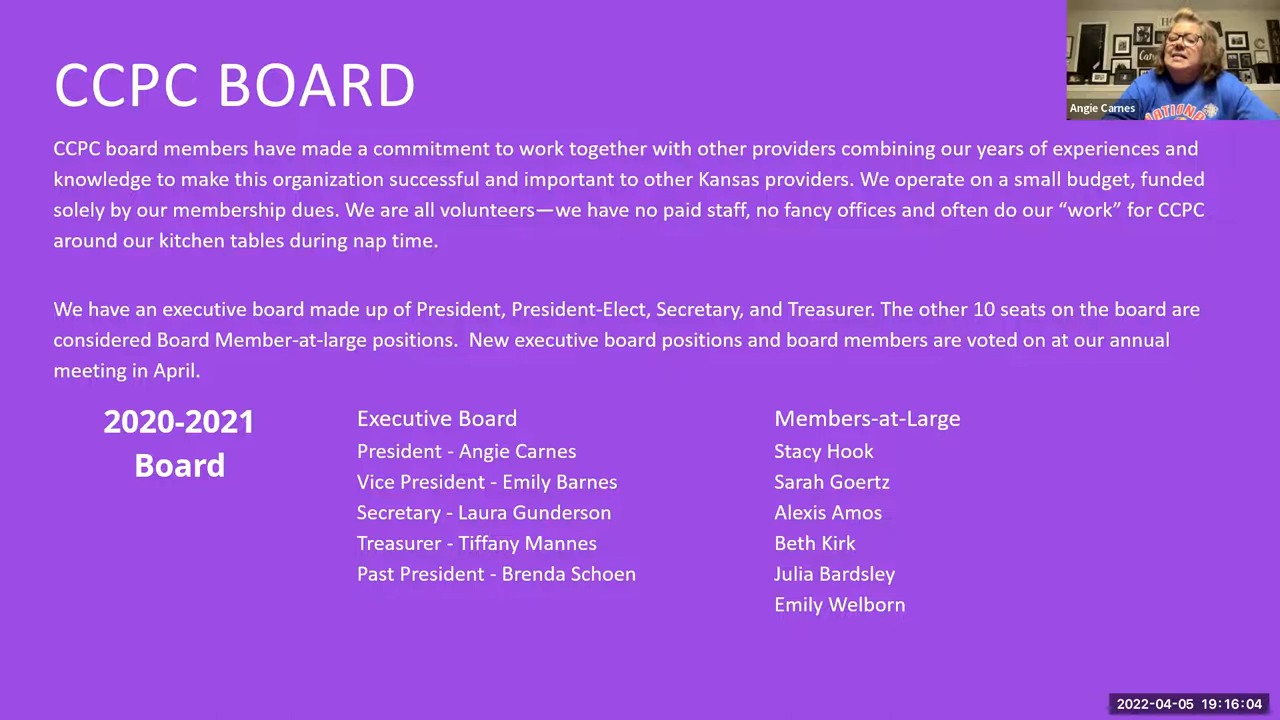 CCPC BOARD
CCPC board members have made a commitment to work together with other providers combining our years of experiences and
knowledge to make this organization successful and important to other Kansas providers. We operate on a small budget, funded
solely by our membership dues. We are all volunteers—we have no paid staff, no fancy offices and often do our “work” for CCPC
around our kitchen tables during nap time.
We have an executive board made up of President, President-Elect, Secretary, and Treasurer. The other 10 seats on the board are
considered Board Member-at-large positions.  New executive board positions and board members are voted on at our annual
meeting in April.
2020-2021
Board
Executive Board
President - Angie Carnes
Vice President - Emily Barnes
Secretary - Laura Gunderson
Treasurer - Tiffany Mannes
Past President - Brenda Schoen
Members-at-Large
Stacy Hook
Sarah Goertz
Alexis Amos
Beth Kirk
Julia Bardsley
Emily Welborn
Angie Carnes
2022-04-05 19:16:04